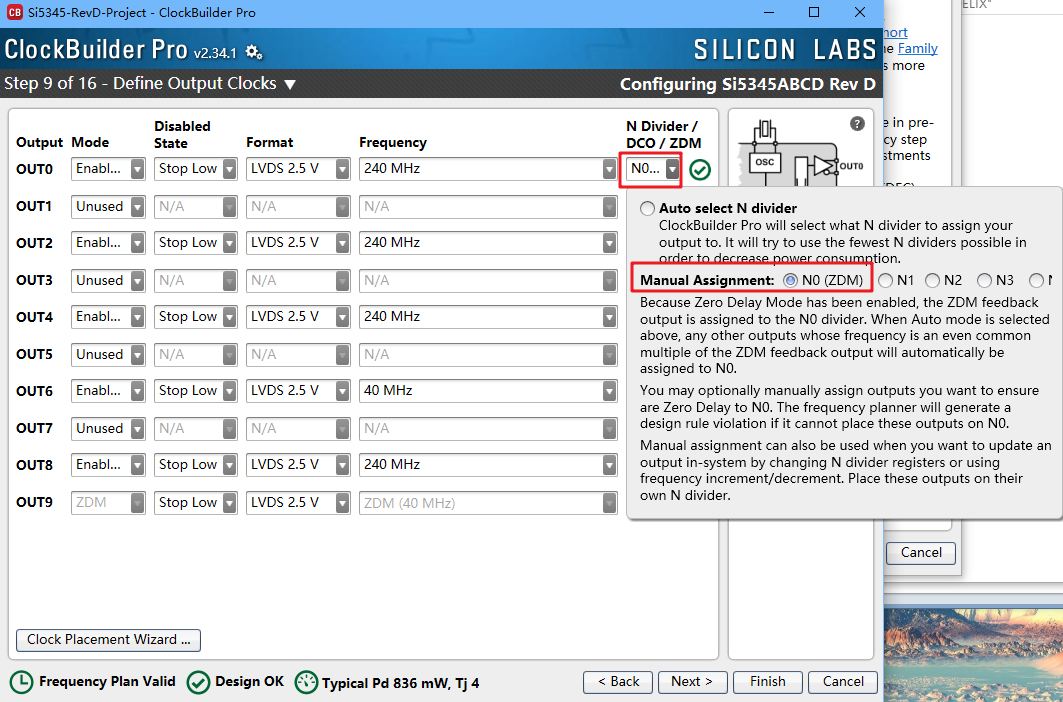 Si5345-RevD-Project - ClockBuilder Pro
ELIX"
ClockBuilder Pro v2.34.1
SILICON LABS
Step 9 of 16 - Define Output Clocks
Configuring Si5345ABCD Rev D
Family
s more
Output
Mode
Disabled State
Format
Frequency
N Divider / DCO / ZDM
OSC
OUT0
e in pre-
cy step
stments
OUT0 Enabl... Stop Low LVDS 2.5 V 240 MHz N0...
OUT1 Unused N/A N/A N/A
OUT2 Enabl... Stop Low LVDS 2.5 V 240 MHz
OUT3 Unused N/A N/A N/A
OUT4 Enabl... Stop Low LVDS 2.5 V 240 MHz
OUT5 Unused N/A N/A N/A
OUT6 Enabl... Stop Low LVDS 2.5 V 40 MHz
OUT7 Unused N/A N/A N/A
OUT8 Enabl... Stop Low LVDS 2.5 V 240 MHz
OUT9 ZDM Stop Low LVDS 2.5 V ZDM (40 MHz)
Auto select N divider
ClockBuilder Pro will select what N divider to assign your
output to. It will try to use the fewest N dividers possible in
order to decrease power consumption.
Manual Assignment: N0 (ZDM) N1 N2 N3
Because Zero Delay Mode has been enabled, the ZDM feedback
output is assigned to the N0 divider. When Auto mode is selected
above, any other outputs whose frequency is an even common
multiple of the ZDM feedback output will automatically be
assigned to N0.
You may optionally manually assign outputs you want to ensure
are Zero Delay to N0. The frequency planner will generate a
design rule violation if it cannot place these outputs on N0.
Manual assignment can also be used when you want to update an
output in-system by changing N divider registers or using
frequency increment/decrement. Place these outputs on their
own N divider.
Cancel
Clock Placement Wizard ...
Frequency Plan Valid
Design OK
Typical Pd 836 mW, Tj 4
< Back
Next >
Finish
Cancel